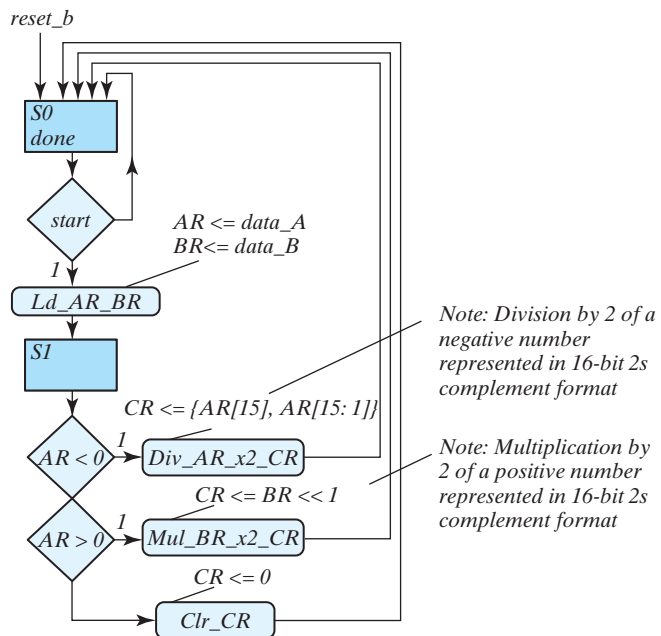 reset_b
S0
done
start
AR <= data_A
BR<= data_B
1
Ld_AR_BR
S1
Note: Division by 2 of a
negative number
represented in 16-bit 2s
complement format
CR <= {AR[15], AR[15: 1]}
AR < 0
1
Div_AR_x2_CR
Note: Multiplication by
2 of a positive number
represented in 16-bit 2s
complement format
CR <= BR << 1
AR > 0
1
Mul_BR_x2_CR
CR <= 0
Clr_CR